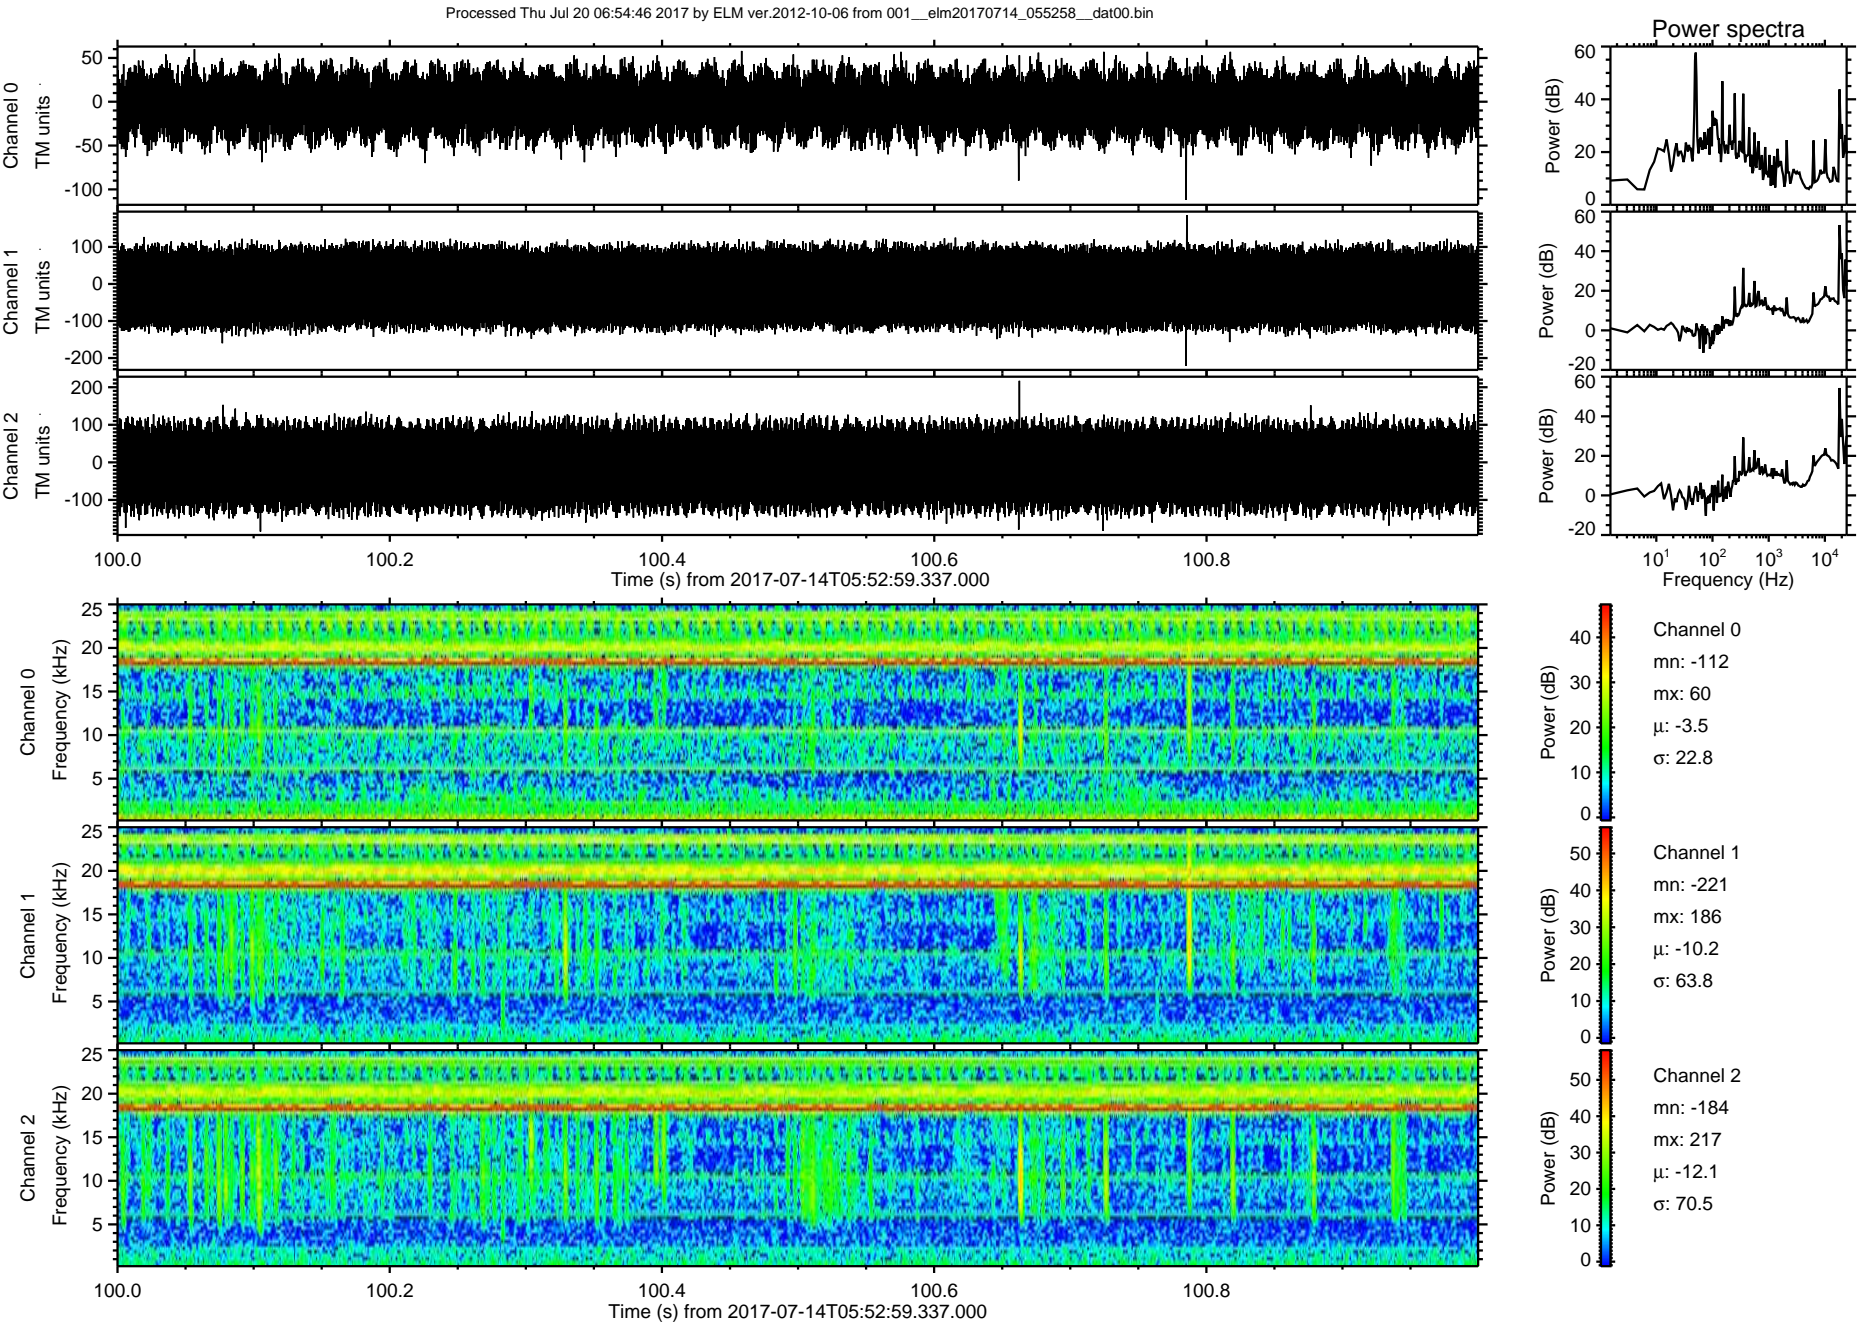 Processed Thu Jul 20 06:54:46 2017 by ELM ver.2012-10-06 from 001__elm20170714_055258__dat00.bin
Power spectra
Channel 0
TM units
50
0
-50
-100
Power (dB)
60
40
20
0
Channel 1
TM units
100
0
-100
-200
Power (dB)
60
40
20
0
-20
Channel 2
TM units
200
100
0
-100
Power (dB)
60
40
20
0
-20
100.0 100.2 100.4 100.6 100.8
Time (s) from 2017-07-14T05:52:59.337.000
10^1 10^2 10^3 10^4
Frequency (Hz)
Channel 0
Frequency (kHz)
25
20
15
10
5
Power (dB)
40
30
20
10
0
Channel 0
mn: -112
mx: 60
μ: -3.5
σ: 22.8
Channel 1
Frequency (kHz)
25
20
15
10
5
Power (dB)
50
40
30
20
10
0
Channel 1
mn: -221
mx: 186
μ: -10.2
σ: 63.8
Channel 2
Frequency (kHz)
25
20
15
10
5
Power (dB)
50
40
30
20
10
0
Channel 2
mn: -184
mx: 217
μ: -12.1
σ: 70.5
100.0 100.2 100.4 100.6 100.8
Time (s) from 2017-07-14T05:52:59.337.000